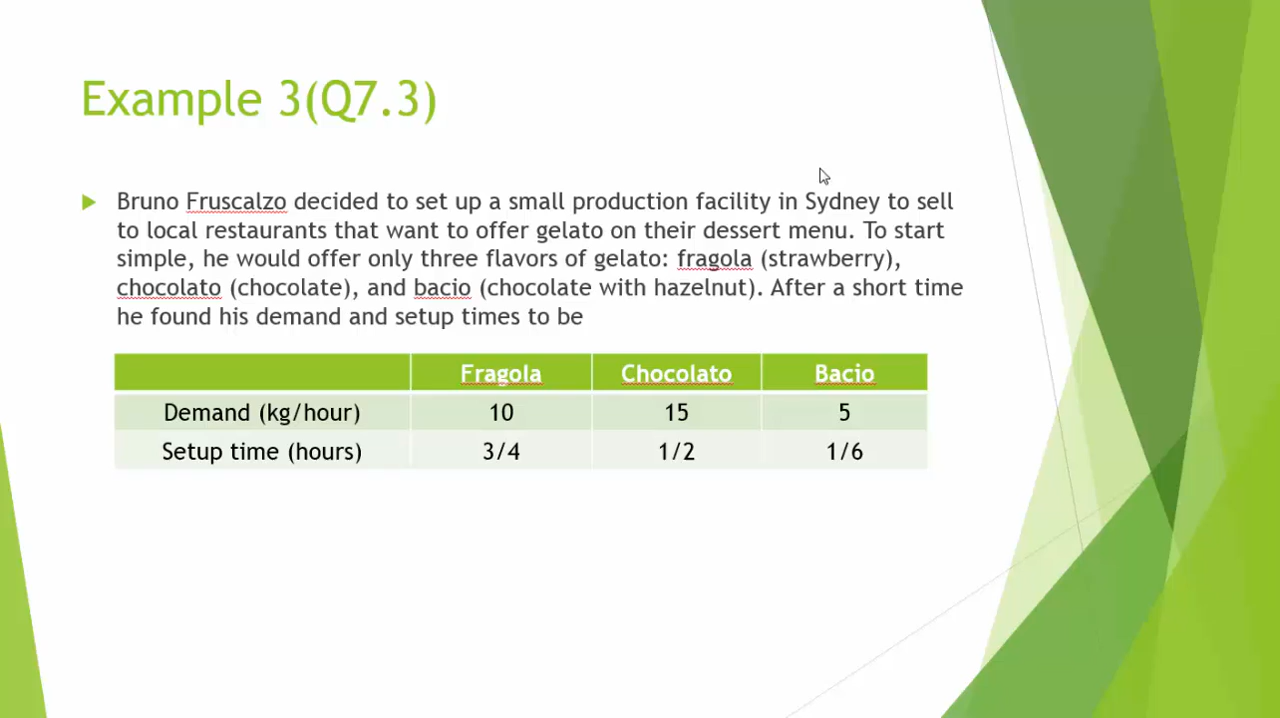 Example 3(Q7.3)
Bruno Fruscalzo decided to set up a small production facility in Sydney to sell
to local restaurants that want to offer gelato on their dessert menu. To start
simple, he would offer only three flavors of gelato: fragola (strawberry),
chocolato (chocolate), and bacio (chocolate with hazelnut). After a short time
he found his demand and setup times to be
Fragola Chocolato Bacio
Demand (kg/hour) 10 15 5
Setup time (hours) 3/4 1/2 1/6